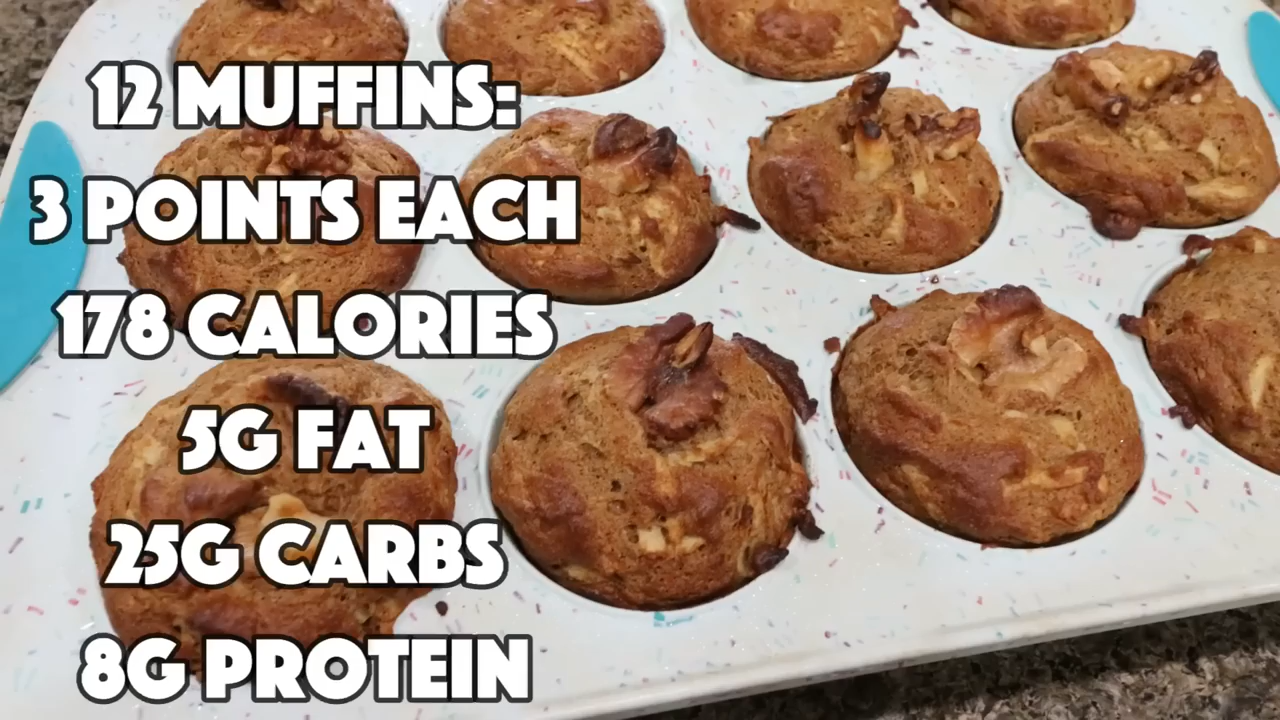 12 MUFFINS:
3 POINTS EACH
178 CALORIES
5G FAT
25G CARBS
8G PROTEIN